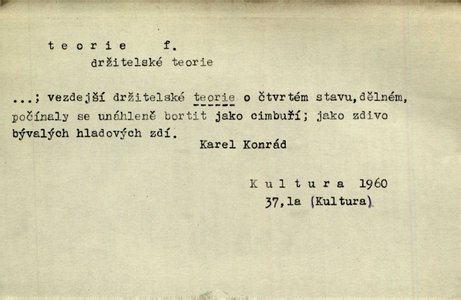 teorie f.
držitelské teorie
...; vezdejší držitelské teorie o čtvrtém stavu, dělném,
počínaly se unáhleně bortit jako cimbuří; jako zdivo
bývalých hladových zdí.
Karel Konrád
Kultura 1960
37,1a (Kultura)